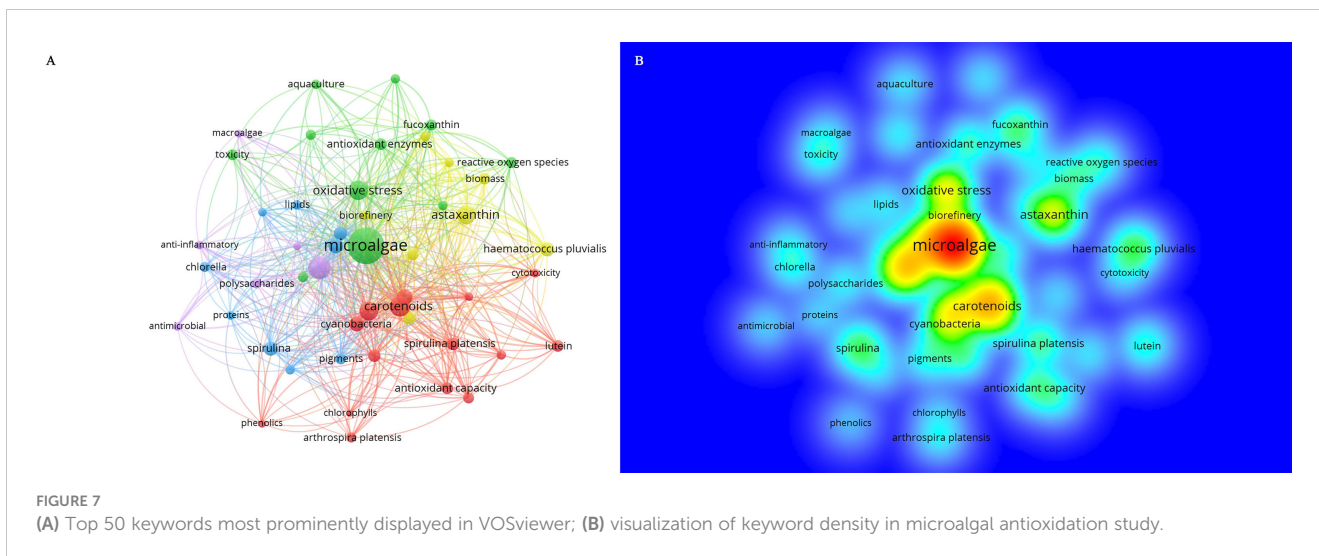 A
aquaculture
fucoxanthin
macroalgae
antioxidant enzymes
toxicity
reactive oxygen species
biomass
oxidative stress
lipids
biorefinery
astaxanthin
microalgae
anti-inflammatory
haematococcus pluvialis
chlorella
cytotoxicity
polysaccharides
carotenoids
proteins
cyanobacteria
antimicrobial
spirulina platensis
lutein
spirulina
pigments
antioxidant capacity
chlorophylls
phenolics
arthrospira platensis
B
aquaculture
fucoxanthin
macroalgae
antioxidant enzymes
toxicity
reactive oxygen species
biomass
oxidative stress
lipids
biorefinery
astaxanthin
microalgae
anti-inflammatory
haematococcus pluvialis
chlorella
cytotoxicity
polysaccharides
carotenoids
proteins
cyanobacteria
antimicrobial
spirulina platensis
lutein
spirulina
pigments
antioxidant capacity
chlorophylls
phenolics
arthrospira platensis
FIGURE 7
(A) Top 50 keywords most prominently displayed in VOSviewer; (B) visualization of keyword density in microalgal antioxidation study.